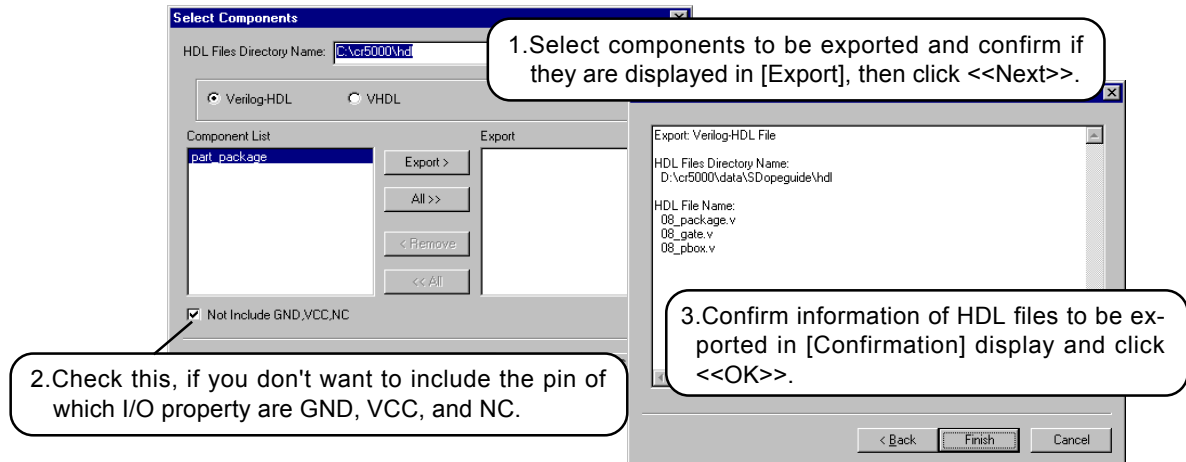 Select Components
HDL Files Directory Name: C:\cr5000\hdl
1.Select components to be exported and confirm if
they are displayed in [Export], then click <<Next>>.
Verilog-HDL VHDL
Component List Export
part_package
Export >
All >>
< Remove
<< All
Not Include GND,VCC,NC
2.Check this, if you don't want to include the pin of
which I/O property are GND, VCC, and NC.
Export: Verilog-HDL File
HDL Files Directory Name:
D:\cr5000\data\SDopeguide\hdl
HDL File Name:
08_package.v
08_gate.v
08_pbox.v
3.Confirm information of HDL files to be ex-
ported in [Confirmation] display and click
<<OK>>.
< Back Finish Cancel